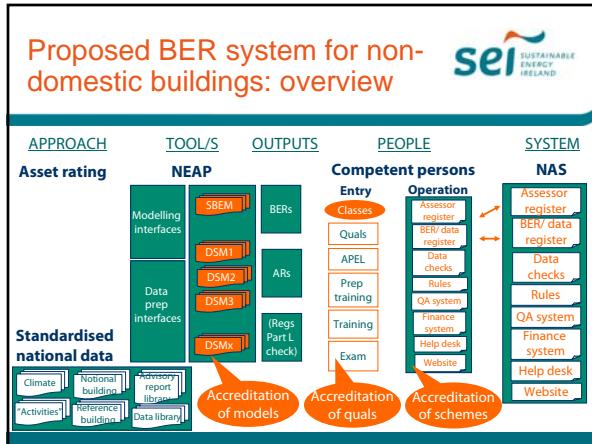 Proposed BER system for non-
domestic buildings: overview
sei SUSTAINABLE
ENERGY
IRELAND
APPROACH
TOOL/S
OUTPUTS
PEOPLE
SYSTEM
Asset rating
NEAP
Competent persons
NAS
Entry
Operation
Modelling
interfaces
Data
prep
interfaces
SBEM
DSM1
DSM2
DSM3
DSMx
BERs
ARs
(Regs
Part L
check)
Classes
Quals
APEL
Prep
training
Training
Exam
Assessor
register
BER/ data
register
Data
checks
Rules
QA system
Finance
system
Help desk
Website
Assessor
register
BER/ data
register
Data
checks
Rules
QA system
Finance
system
Help desk
Website
Standardised
national data
Climate
Notional
building
Advisory
report
library
"Activities"
Reference
building
Data library
Accreditation
of models
Accreditation
of quals
Accreditation
of schemes